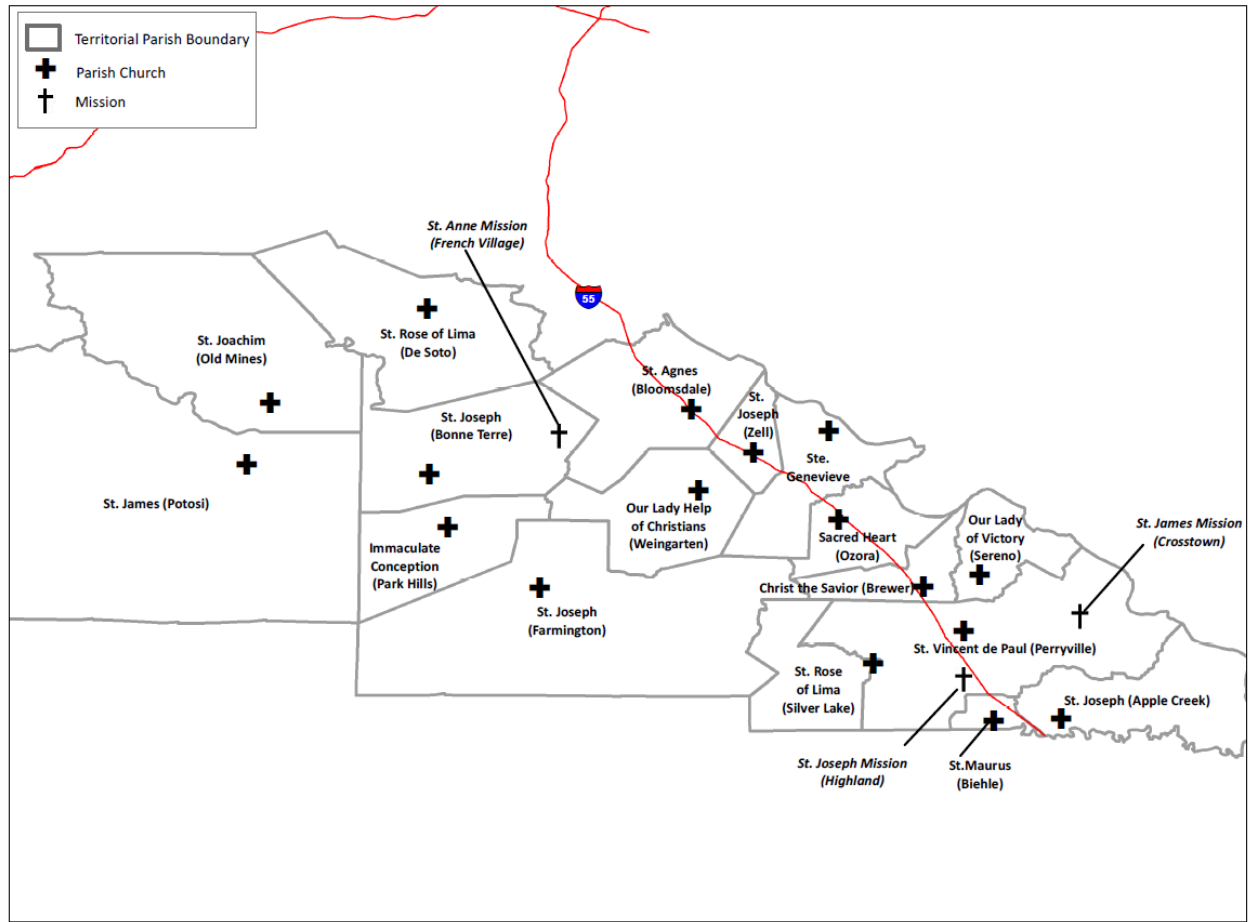 Territorial Parish Boundary
Parish Church
Mission
St. Anne Mission
(French Village)
55
St. Joachim
(Old Mines)
St. Rose of Lima
(De Soto)
St. Agnes
(Bloomsdale)
St.
Joseph
(Zell)
St. Joseph
(Bonne Terre)
Ste.
Genevieve
St. James (Potosi)
Our Lady Help
of Christians
(Weingarten)
Sacred Heart
(Ozora)
Our Lady
of Victory
(Sereno)
St. James Mission
(Crosstown)
Immaculate
Conception
(Park Hills)
Christ the Savior (Brewer)
St. Joseph
(Farmington)
St. Vincent de Paul (Perryville)
St. Rose
of Lima
(Silver Lake)
St. Joseph (Apple Creek)
St. Joseph Mission
(Highland)
St.Maurus
(Biehle)